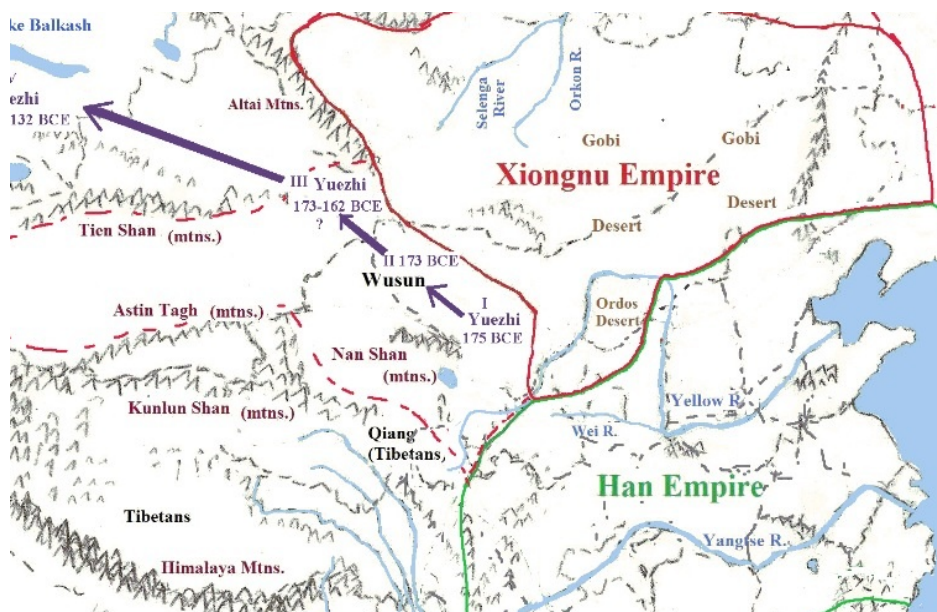 ke Balkash
ezhi
132 BCE
Altai Mtns.
Selenga
River
Orkon R.
Gobi
Gobi
Xiongnu Empire
Desert
Desert
III Yuezhi
173-162 BCE
?
Tien Shan (mtns.)
II 173 BCE
Wusun
I
Yuezhi
175 BCE
Ordos
Desert
Astin Tagh (mtns.)
Nan Shan
(mtns.)
Kunlun Shan (mtns.)
Yellow R.
Wei R.
Qiang
(Tibetans
Han Empire
Tibetans
Yangtse R.
Himalaya Mtns.